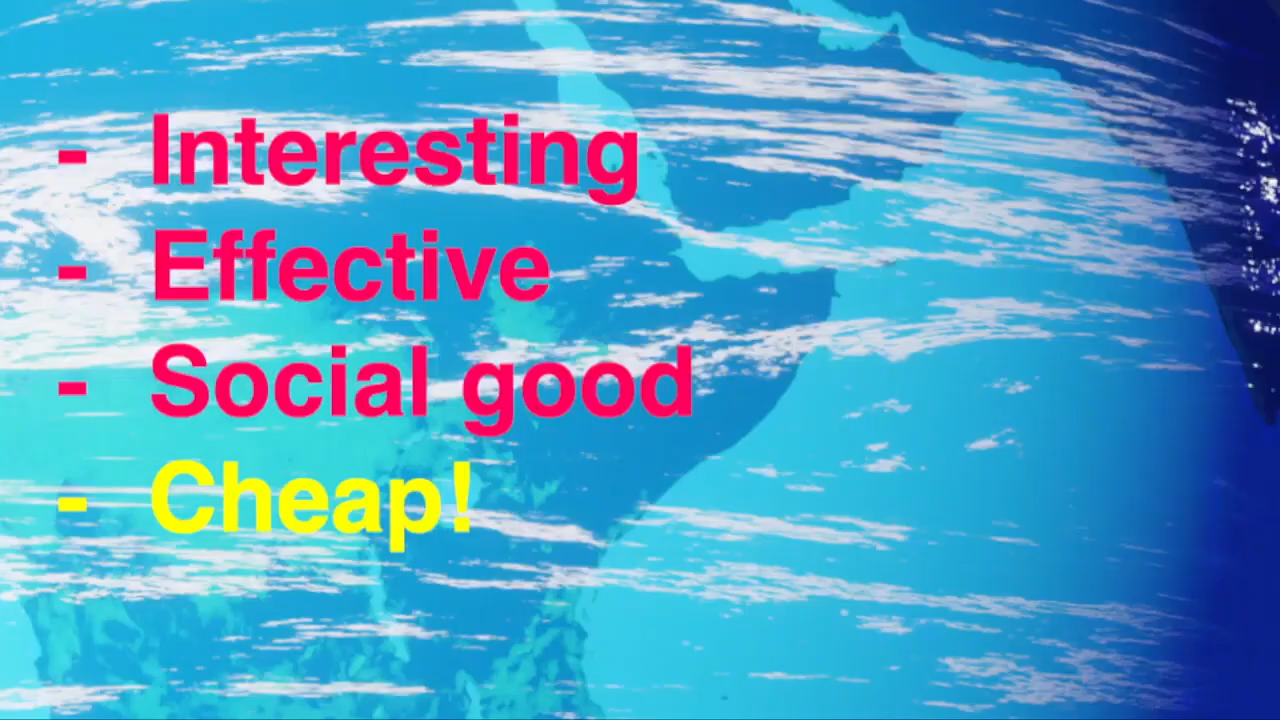 - Interesting
- Effective
- Social good
- Cheap!